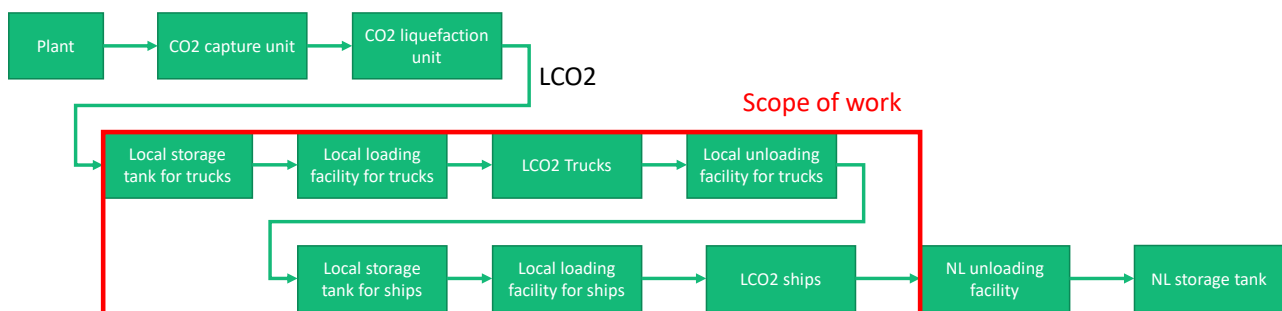 Plant
CO2 capture unit
CO2 liquefaction
unit
LCO2
Scope of work
Local storage
tank for trucks
Local loading
facility for trucks
LCO2 Trucks
Local unloading
facility for trucks
Local storage
tank for ships
Local loading
facility for ships
LCO2 ships
NL unloading
facility
NL storage tank